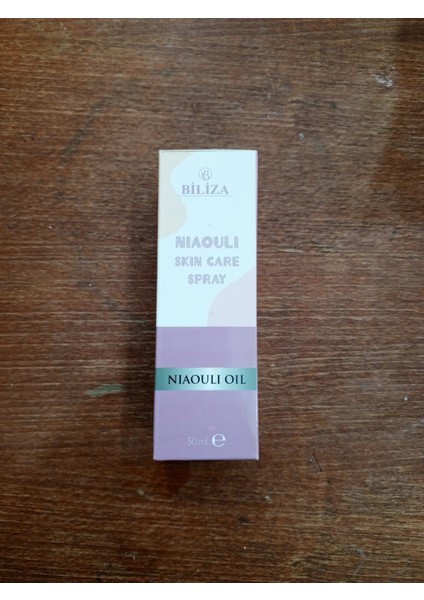 BİLİZA
NIAOULI
SKIN CARE
SPRAY
NIAOULI OIL
50 ml ℮